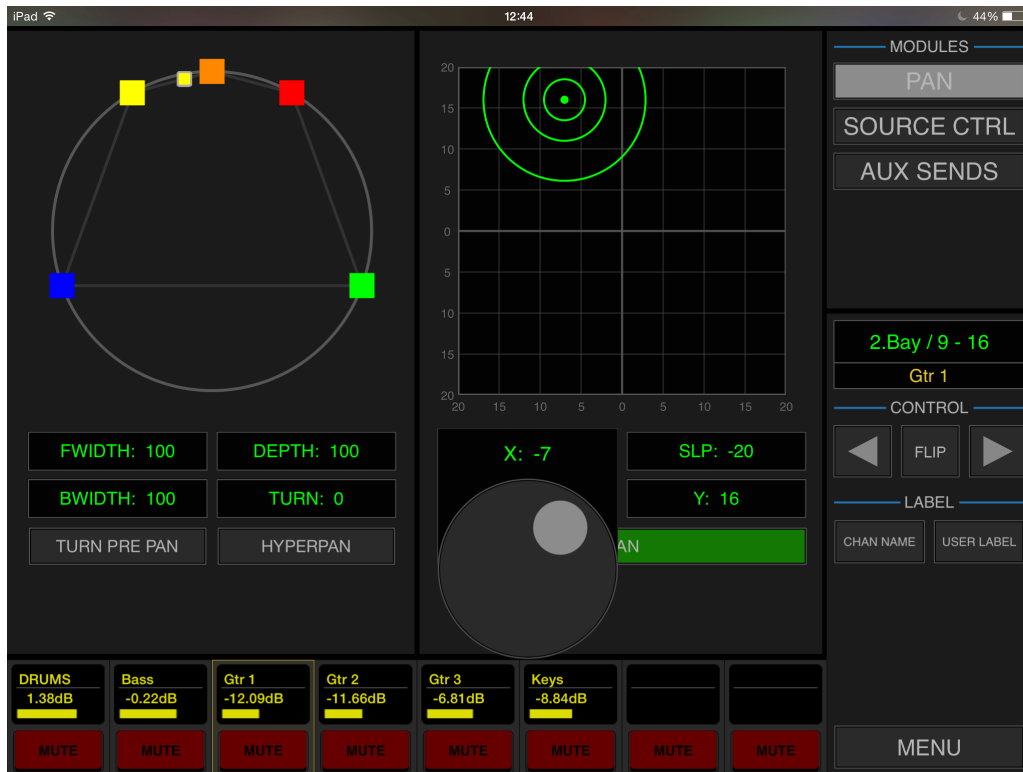 iPad 12:44 44%
MODULES
PAN
SOURCE CTRL
AUX SENDS
20
15
10
5
0
5
10
15
20
20 15 10 5 0 5 10 15 20
FWIDTH: 100
DEPTH: 100
BWIDTH: 100
TURN: 0
TURN PRE PAN
HYPERPAN
X: -7
SLP: -20
Y: 16
AN
2.Bay / 9 - 16
Gtr 1
CONTROL
FLIP
LABEL
CHAN NAME
USER LABEL
DRUMS
1.38dB
MUTE
Bass
-0.22dB
MUTE
Gtr 1
-12.09dB
MUTE
Gtr 2
-11.66dB
MUTE
Gtr 3
-6.81dB
MUTE
Keys
-8.84dB
MUTE
MUTE
MUTE
MENU